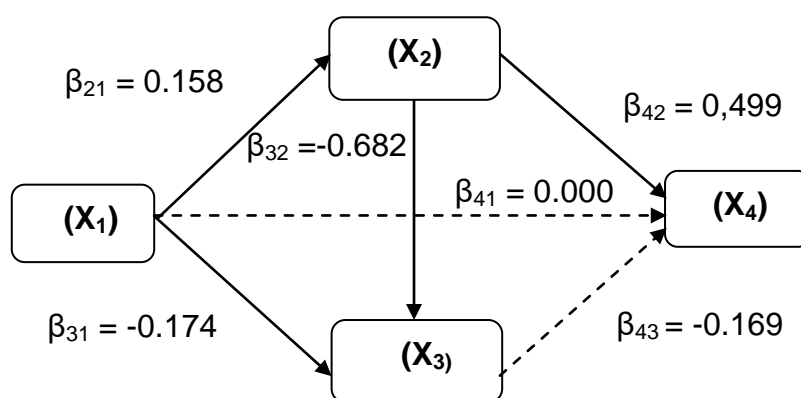 (X₂)
β₂₁ = 0.158
β₄₂ = 0,499
β₃₂ =-0.682
β₄₁ = 0.000
(X₁)
(X₄)
β₃₁ = -0.174
β₄₃ = -0.169
(X₃)